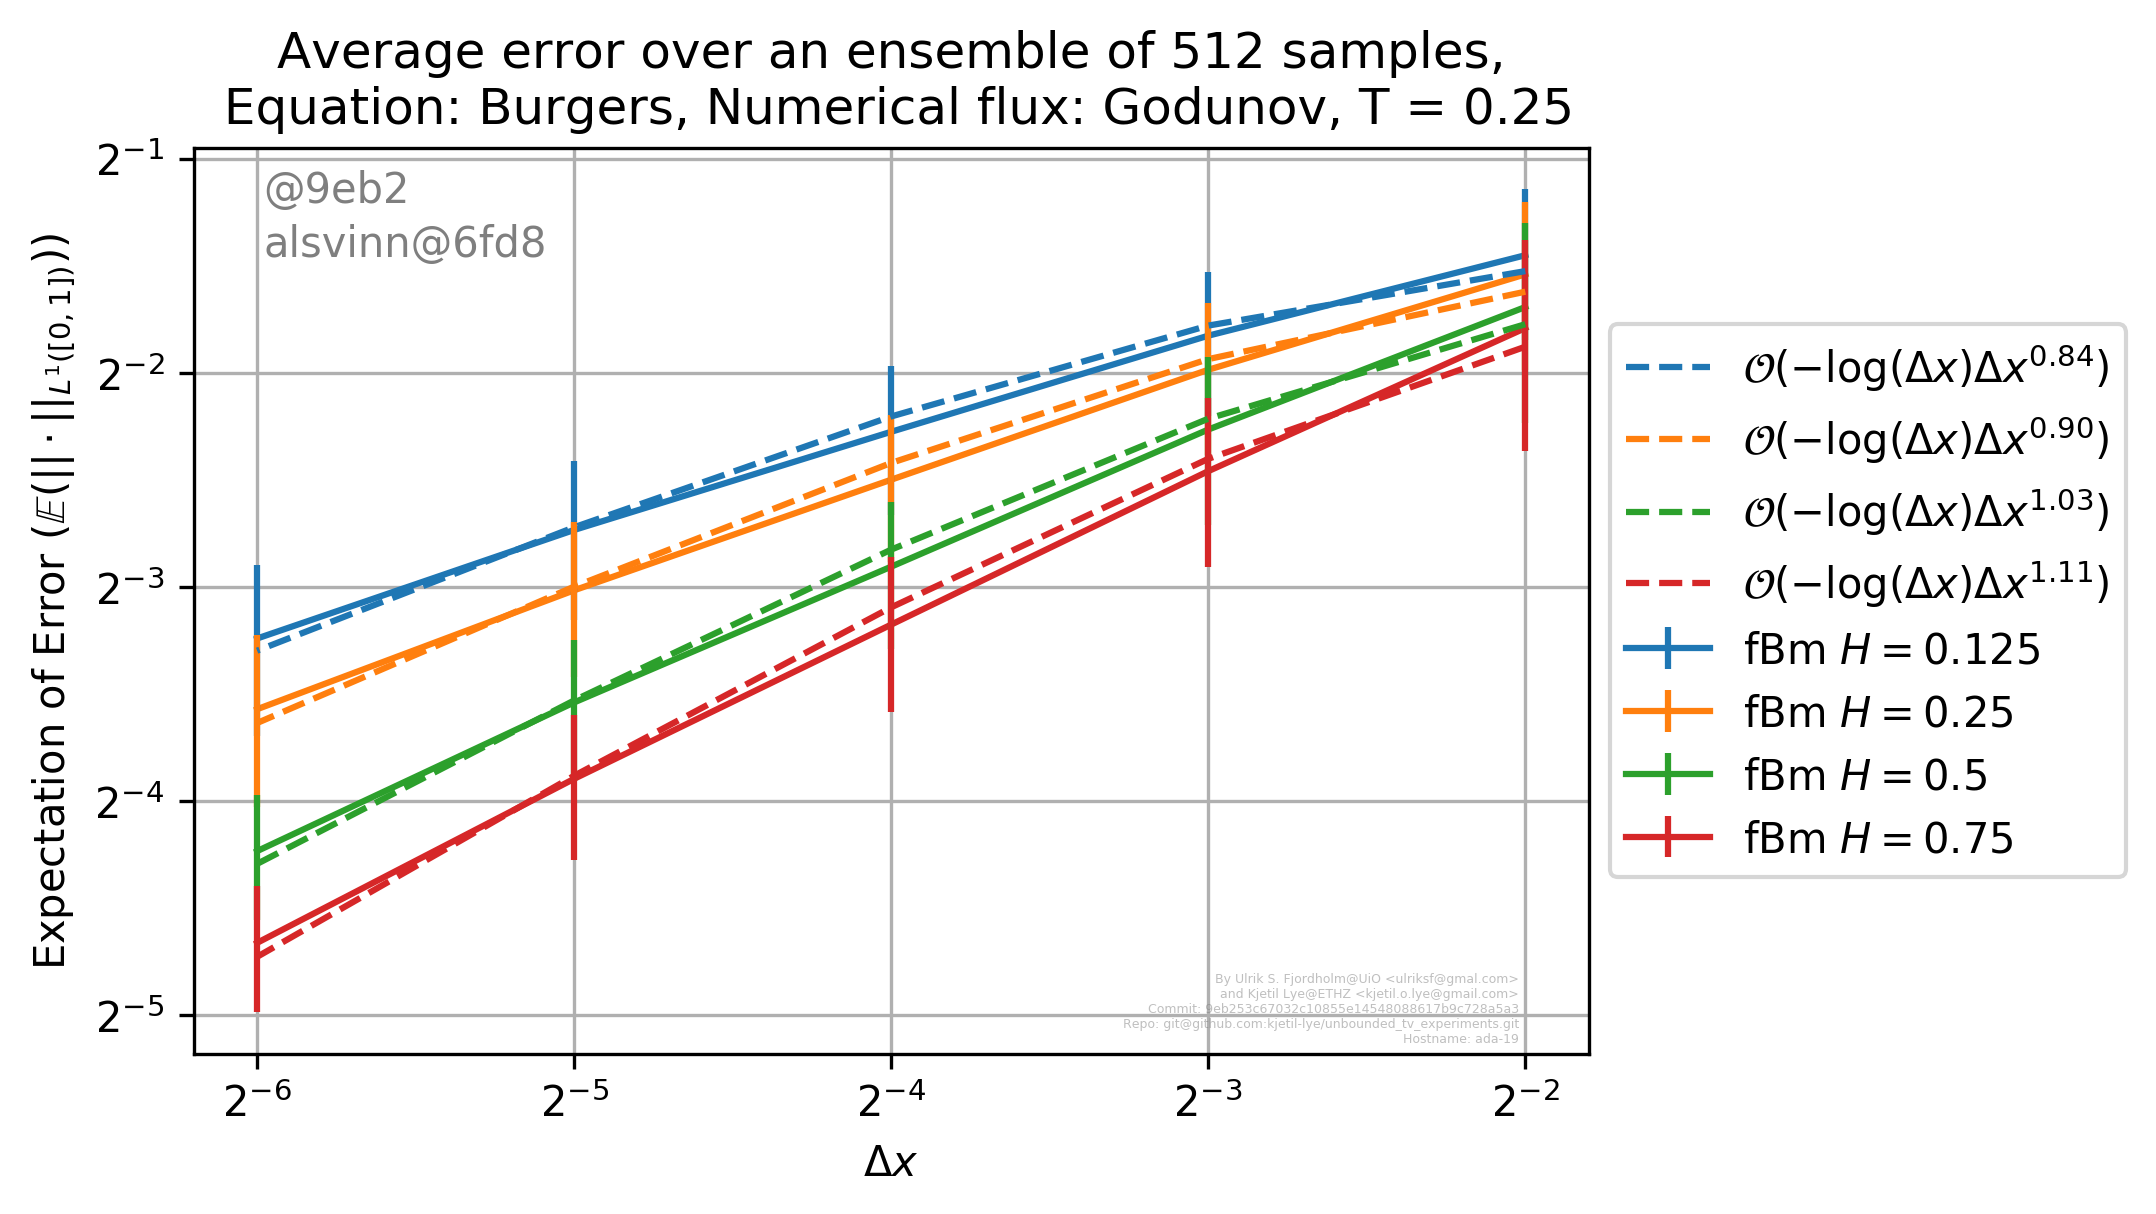 Average error over an ensemble of 512 samples,
Equation: Burgers, Numerical flux: Godunov, T = 0.25
@9eb2
alsvinn@6fd8
Expectation of Error (𝔼(||·||_{L^1([0,1])}))
2^{-1}
2^{-2}
2^{-3}
2^{-4}
2^{-5}
2^{-6}
2^{-5}
2^{-4}
2^{-3}
2^{-2}
Δx
𝒪(−log(Δx)Δx^{0.84})
𝒪(−log(Δx)Δx^{0.90})
𝒪(−log(Δx)Δx^{1.03})
𝒪(−log(Δx)Δx^{1.11})
fBm H = 0.125
fBm H = 0.25
fBm H = 0.5
fBm H = 0.75
By Ulrik S. Fjordholm@UiO <ulriksf@gmal.com>
and Kjetil Lye@ETHZ <kjetil.o.lye@gmail.com>
Commit: 9eb253c67032c10855e14548088617b9c728a5a3
Repo: git@github.com:kjetil-lye/unbounded_tv_experiments.git
Hostname: ada-19